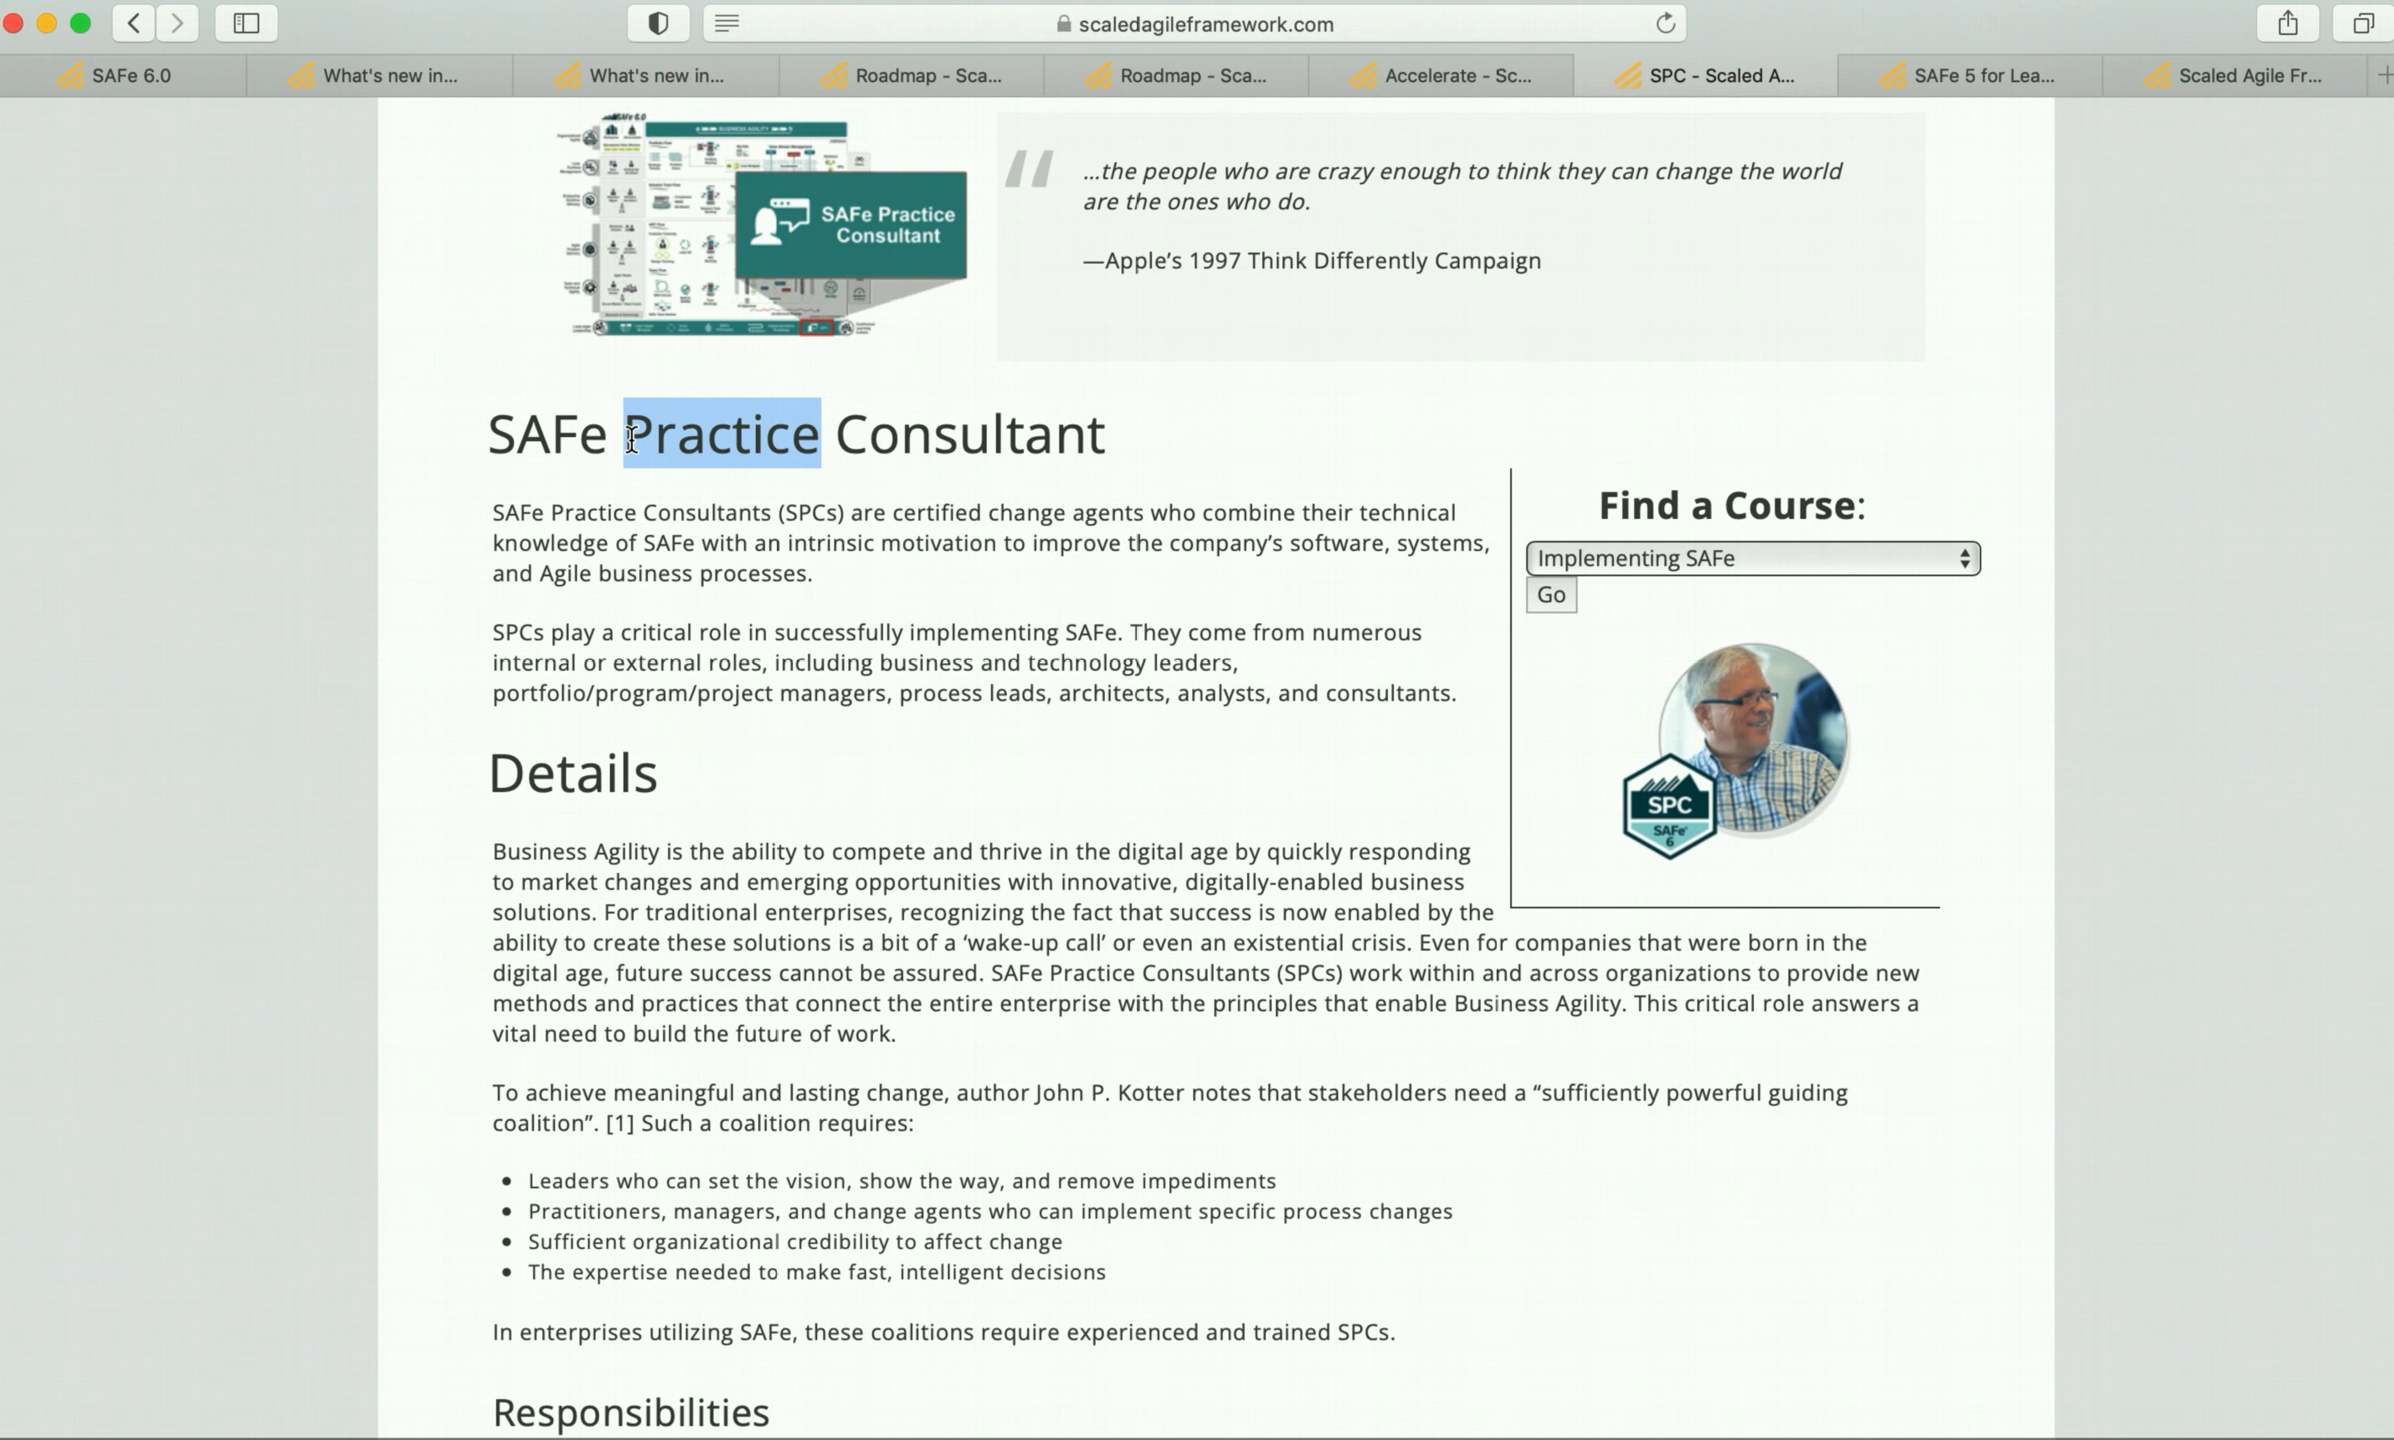 scaledagileframework.com
SAFe 6.0
What's new in...
What's new in...
Roadmap - Sca...
Roadmap - Sca...
Accelerate - Sc...
SPC - Scaled A...
SAFe 5 for Lea...
Scaled Agile Fr...
SAFe 6.0
BUSINESS AGILITY
SAFe Practice
Consultant
“
...the people who are crazy enough to think they can change the world
are the ones who do.
—Apple’s 1997 Think Differently Campaign
SAFe Practice Consultant
SAFe Practice Consultants (SPCs) are certified change agents who combine their technical
knowledge of SAFe with an intrinsic motivation to improve the company’s software, systems,
and Agile business processes.
SPCs play a critical role in successfully implementing SAFe. They come from numerous
internal or external roles, including business and technology leaders,
portfolio/program/project managers, process leads, architects, analysts, and consultants.
Find a Course:
Implementing SAFe
Go
SPC
SAFe®
6
Details
Business Agility is the ability to compete and thrive in the digital age by quickly responding
to market changes and emerging opportunities with innovative, digitally-enabled business
solutions. For traditional enterprises, recognizing the fact that success is now enabled by the
ability to create these solutions is a bit of a ‘wake-up call’ or even an existential crisis. Even for companies that were born in the
digital age, future success cannot be assured. SAFe Practice Consultants (SPCs) work within and across organizations to provide new
methods and practices that connect the entire enterprise with the principles that enable Business Agility. This critical role answers a
vital need to build the future of work.
To achieve meaningful and lasting change, author John P. Kotter notes that stakeholders need a “sufficiently powerful guiding
coalition”. [1] Such a coalition requires:
• Leaders who can set the vision, show the way, and remove impediments
• Practitioners, managers, and change agents who can implement specific process changes
• Sufficient organizational credibility to affect change
• The expertise needed to make fast, intelligent decisions
In enterprises utilizing SAFe, these coalitions require experienced and trained SPCs.
Responsibilities